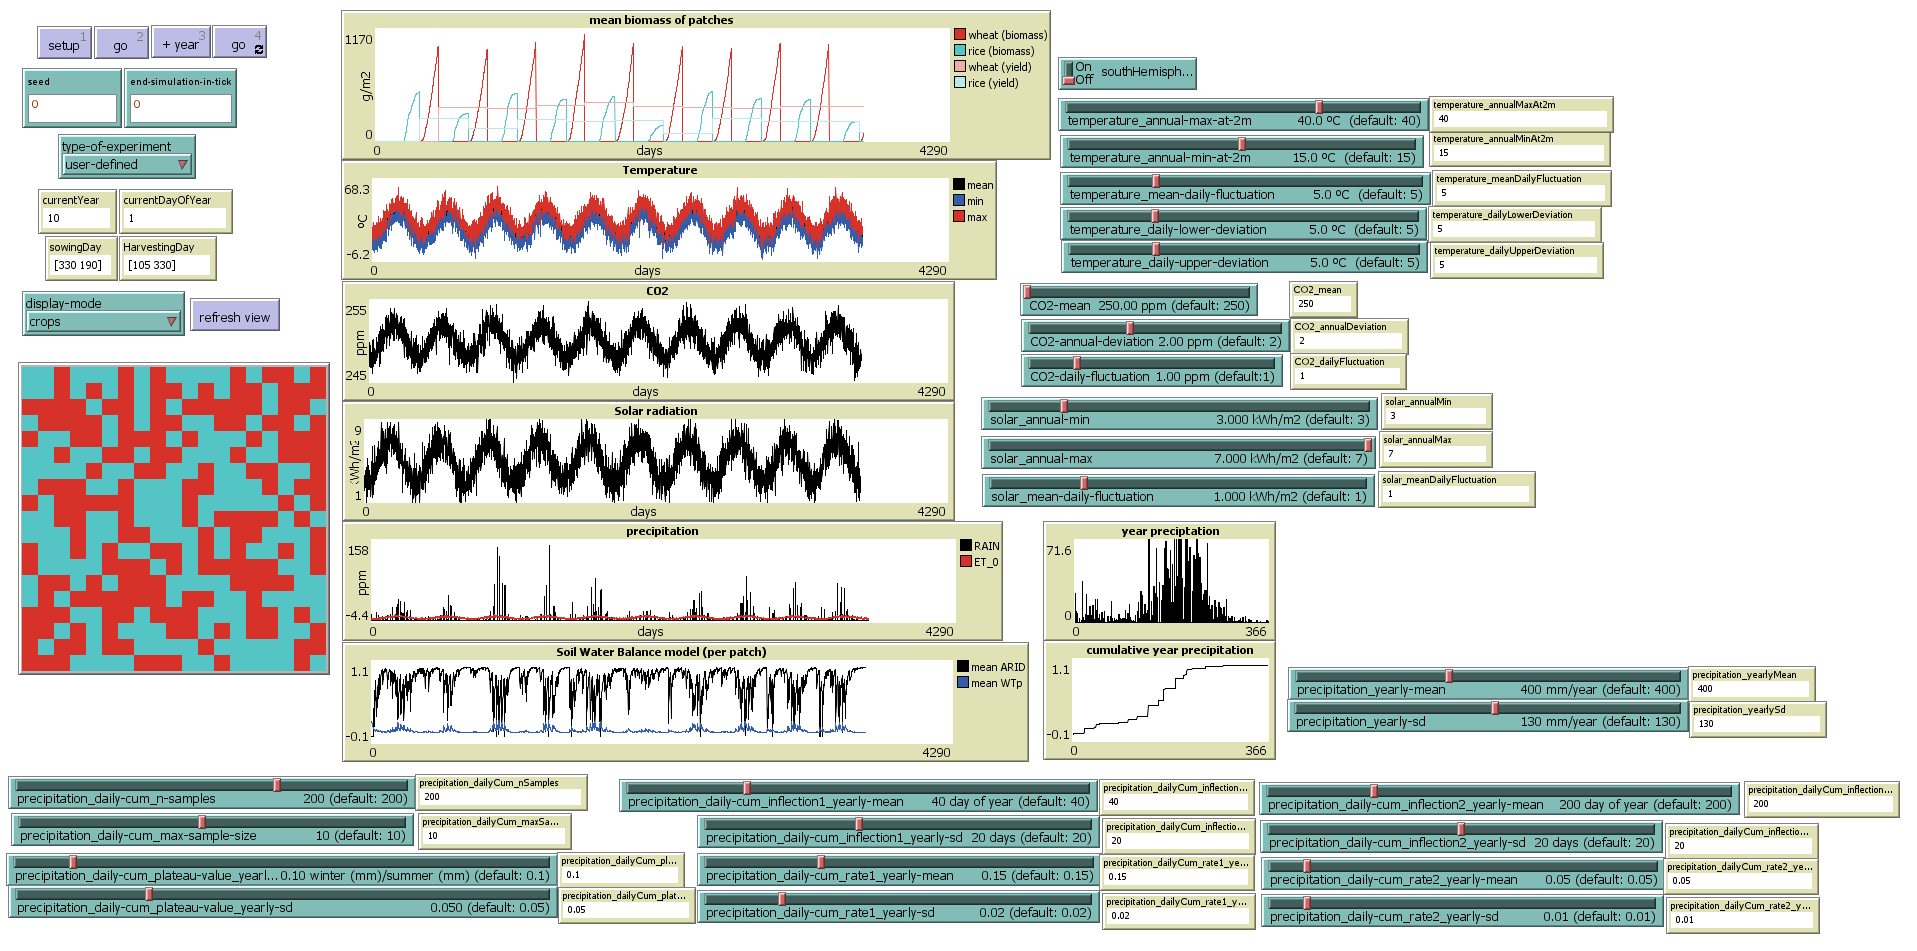 setup 1
go 2
+ year 3
go 4
seed
0
end-simulation-in-tick
0
type-of-experiment
user-defined
currentYear
10
currentDayOfYear
1
sowingDay
[330 190]
HarvestingDay
[105 330]
display-mode
crops
refresh view
mean biomass of patches
1170
g/m2
0
0
days
4290
wheat (biomass)
rice (biomass)
wheat (yield)
rice (yield)
Temperature
68.3
ºC
-6.2
0
days
4290
mean
min
max
CO2
255
ppm
245
0
days
4290
Solar radiation
9
kWh/m2
1
0
days
4290
precipitation
158
ppm
-4.4
0
days
4290
RAIN
ET_0
Soil Water Balance model (per patch)
1.1
-0.1
0
4290
mean ARID
mean WTp
year preciptation
71.6
0
0
366
cumulative year precipitation
1.1
-0.1
0
366
On
Off
southHemisph...
temperature_annual-max-at-2m 40.0 ºC (default: 40)
temperature_annualMaxAt2m
40
temperature_annual-min-at-2m 15.0 ºC (default: 15)
temperature_annualMinAt2m
15
temperature_mean-daily-fluctuation 5.0 ºC (default: 5)
temperature_meanDailyFluctuation
5
temperature_daily-lower-deviation 5.0 ºC (default: 5)
temperature_dailyLowerDeviation
5
temperature_daily-upper-deviation 5.0 ºC (default: 5)
temperature_dailyUpperDeviation
5
CO2-mean 250.00 ppm (default: 250)
CO2_mean
250
CO2-annual-deviation 2.00 ppm (default: 2)
CO2_annualDeviation
2
CO2-daily-fluctuation 1.00 ppm (default:1)
CO2_dailyFluctuation
1
solar_annual-min 3.000 kWh/m2 (default: 3)
solar_annualMin
3
solar_annual-max 7.000 kWh/m2 (default: 7)
solar_annualMax
7
solar_mean-daily-fluctuation 1.000 kWh/m2 (default: 1)
solar_meanDailyFluctuation
1
precipitation_yearly-mean 400 mm/year (default: 400)
precipitation_yearlyMean
400
precipitation_yearly-sd 130 mm/year (default: 130)
precipitation_yearlySd
130
precipitation_daily-cum_n-samples 200 (default: 200)
precipitation_dailyCum_nSamples
200
precipitation_daily-cum_max-sample-size 10 (default: 10)
precipitation_dailyCum_maxSa...
10
precipitation_daily-cum_plateau-value_yearl... 0.10 winter (mm)/summer (mm) (default: 0.1)
precipitation_dailyCum_pl...
0.1
precipitation_daily-cum_plateau-value_yearly-sd 0.050 (default: 0.05)
precipitation_dailyCum_plat...
0.05
precipitation_daily-cum_inflection1_yearly-mean 40 day of year (default: 40)
precipitation_dailyCum_inflection...
40
precipitation_daily-cum_inflection1_yearly-sd 20 days (default: 20)
precipitation_dailyCum_inflectio...
20
precipitation_daily-cum_rate1_yearly-mean 0.15 (default: 0.15)
precipitation_dailyCum_rate1_ye...
0.15
precipitation_daily-cum_rate1_yearly-sd 0.02 (default: 0.02)
precipitation_dailyCum_rate1_y...
0.02
precipitation_daily-cum_inflection2_yearly-mean 200 day of year (default: 200)
precipitation_dailyCum_inflection...
200
precipitation_daily-cum_inflection2_yearly-sd 20 days (default: 20)
precipitation_dailyCum_inflectio...
20
precipitation_daily-cum_rate2_yearly-mean 0.05 (default: 0.05)
precipitation_dailyCum_rate2_ye...
0.05
precipitation_daily-cum_rate2_yearly-sd 0.01 (default: 0.01)
precipitation_dailyCum_rate2_y...
0.01